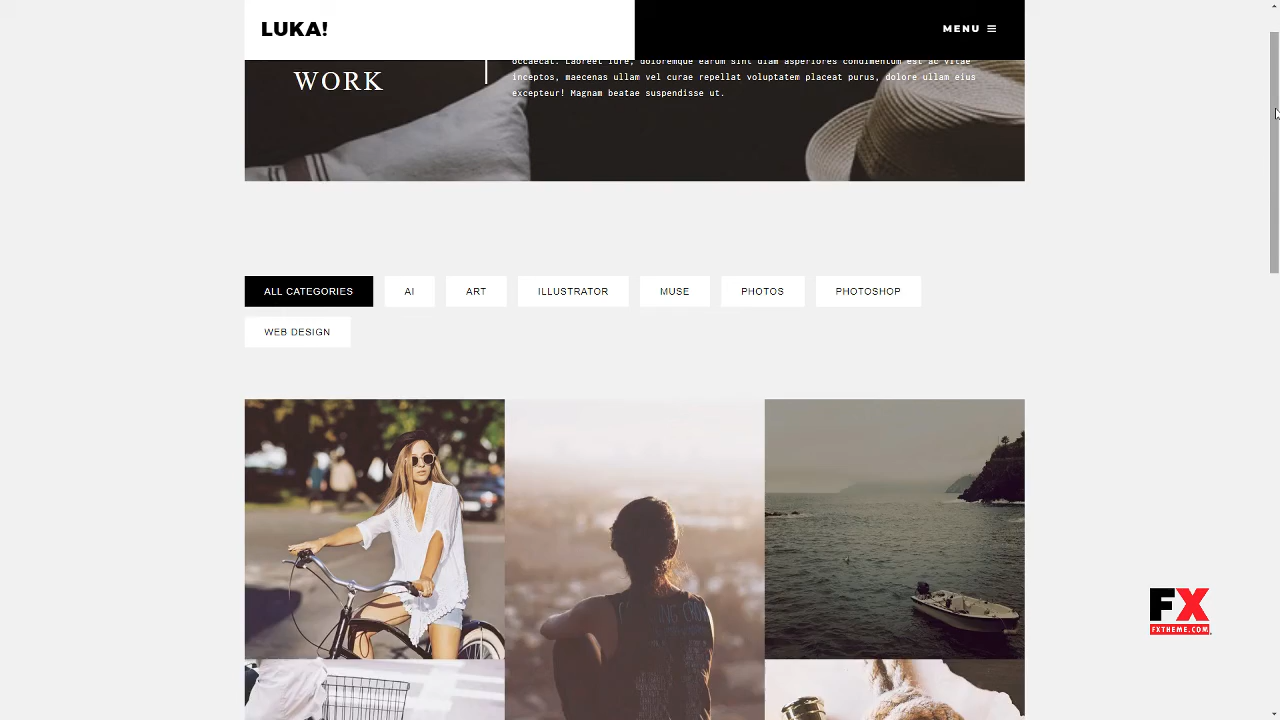 LUKA!
MENU
occaecat. Laoreet iure, doloremque earum sint diam asperiores condimentum est ac vitae
WORK
inceptos, maecenas ullam vel curae repellat voluptatem placeat purus, dolore ullam eius
excepteur! Magnam beatae suspendisse ut.
ALL CATEGORIES
AI
ART
ILLUSTRATOR
MUSE
PHOTOS
PHOTOSHOP
WEB DESIGN
FX
FXTHEME.COM